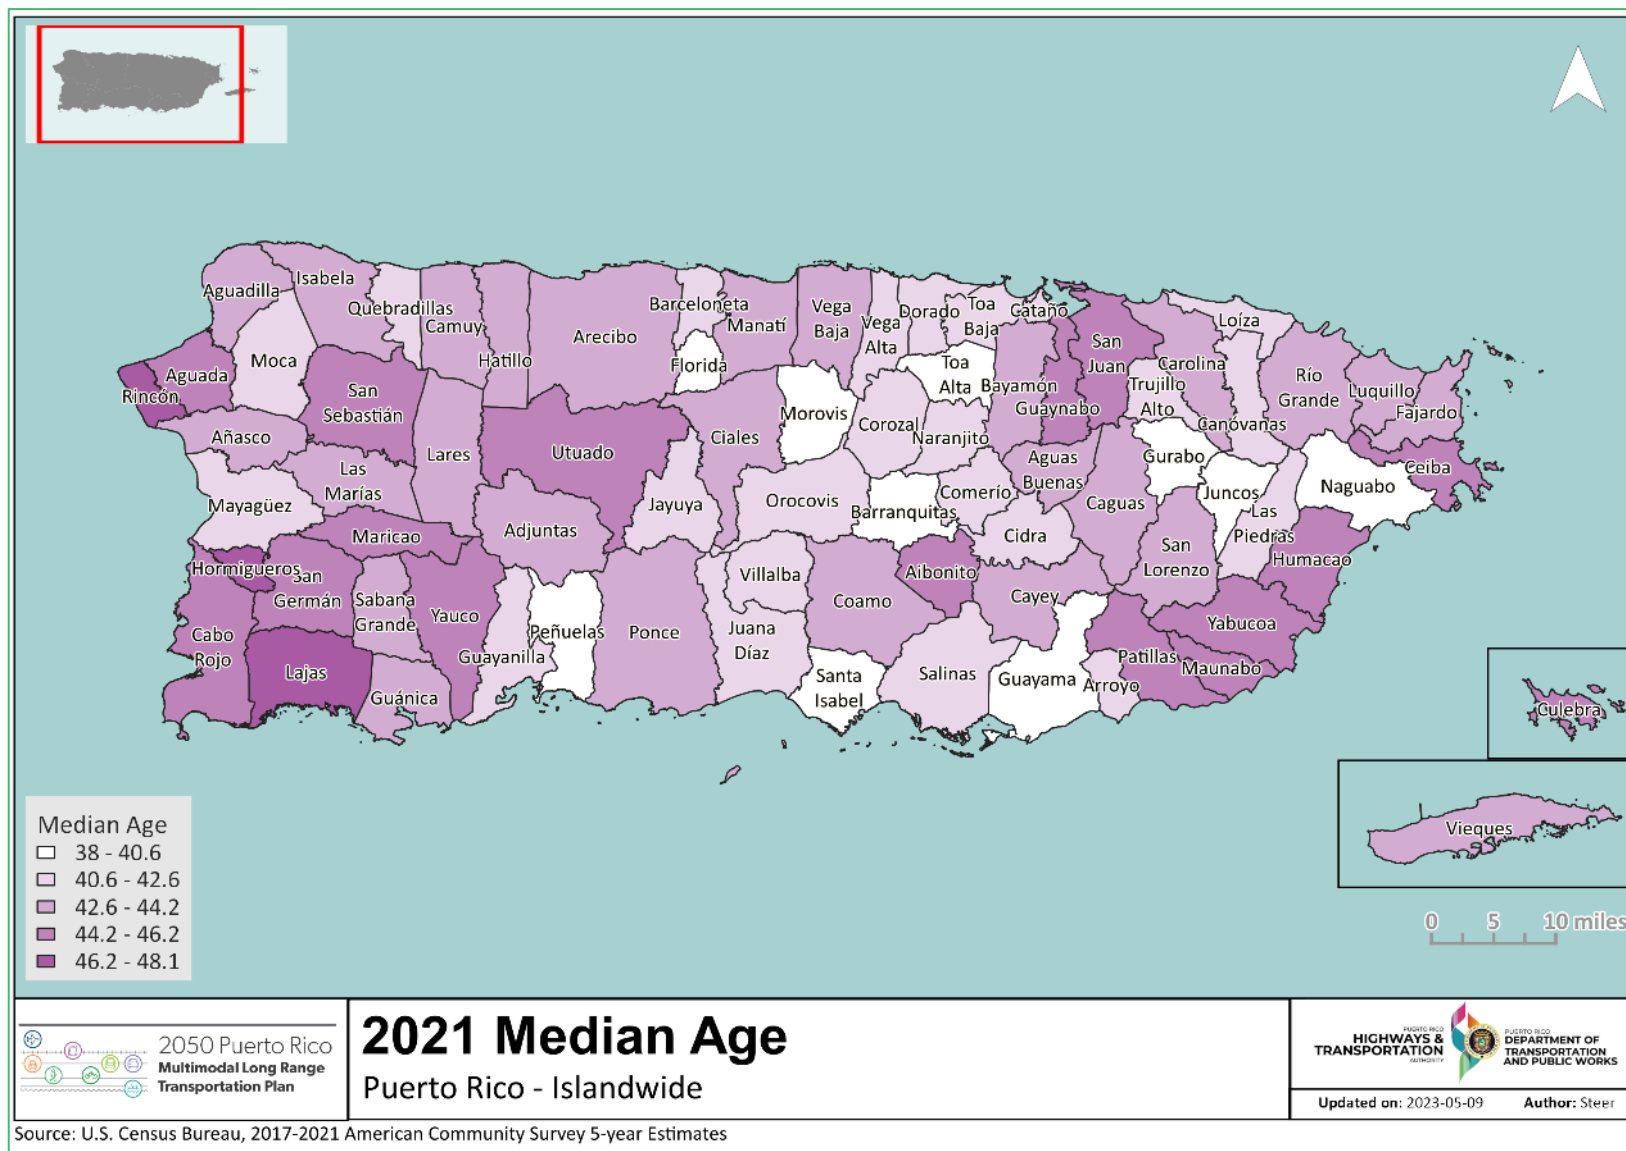 Isabela
Aguadilla
Quebradillas
Camuy
Hatillo
Arecibo
Barceloneta
Manatí
Vega
Baja
Vega
Alta
Dorado
Toa
Baja
Cataño
San
Juan
Loíza
Moca
Aguada
Rincón
San
Sebastián
Florida
Toa
Alta
Bayamón
Guaynabo
Carolina
Trujillo
Alto
Canóvanas
Río
Grande
Luquillo
Fajardo
Añasco
Las
Marías
Lares
Utuado
Ciales
Morovis
Corozal
Naranjito
Aguas
Buenas
Caguas
Gurabo
Juncos
Las
Piedras
Naguabo
Ceiba
Mayagüez
Maricao
Adjuntas
Jayuya
Orocovis
Barranquitas
Comerío
Cidra
San
Lorenzo
Humacao
Hormigueros
San
Germán
Sabana
Grande
Yauco
Guayanilla
Peñuelas
Ponce
Villalba
Juana
Díaz
Coamo
Aibonito
Cayey
Yabucoa
Cabo
Rojo
Lajas
Guánica
Santa
Isabel
Salinas
Guayama
Arroyo
Patillas
Maunabo
Culebra
Vieques
Median Age
38 - 40.6
40.6 - 42.6
42.6 - 44.2
44.2 - 46.2
46.2 - 48.1
0 5 10 miles
2050 Puerto Rico
Multimodal Long Range
Transportation Plan
2021 Median Age
Puerto Rico - Islandwide
PUERTO RICO
HIGHWAYS &
TRANSPORTATION
AUTHORITY
PUERTO RICO
DEPARTMENT OF
TRANSPORTATION
AND PUBLIC WORKS
Updated on: 2023-05-09 Author: Steer
Source: U.S. Census Bureau, 2017-2021 American Community Survey 5-year Estimates